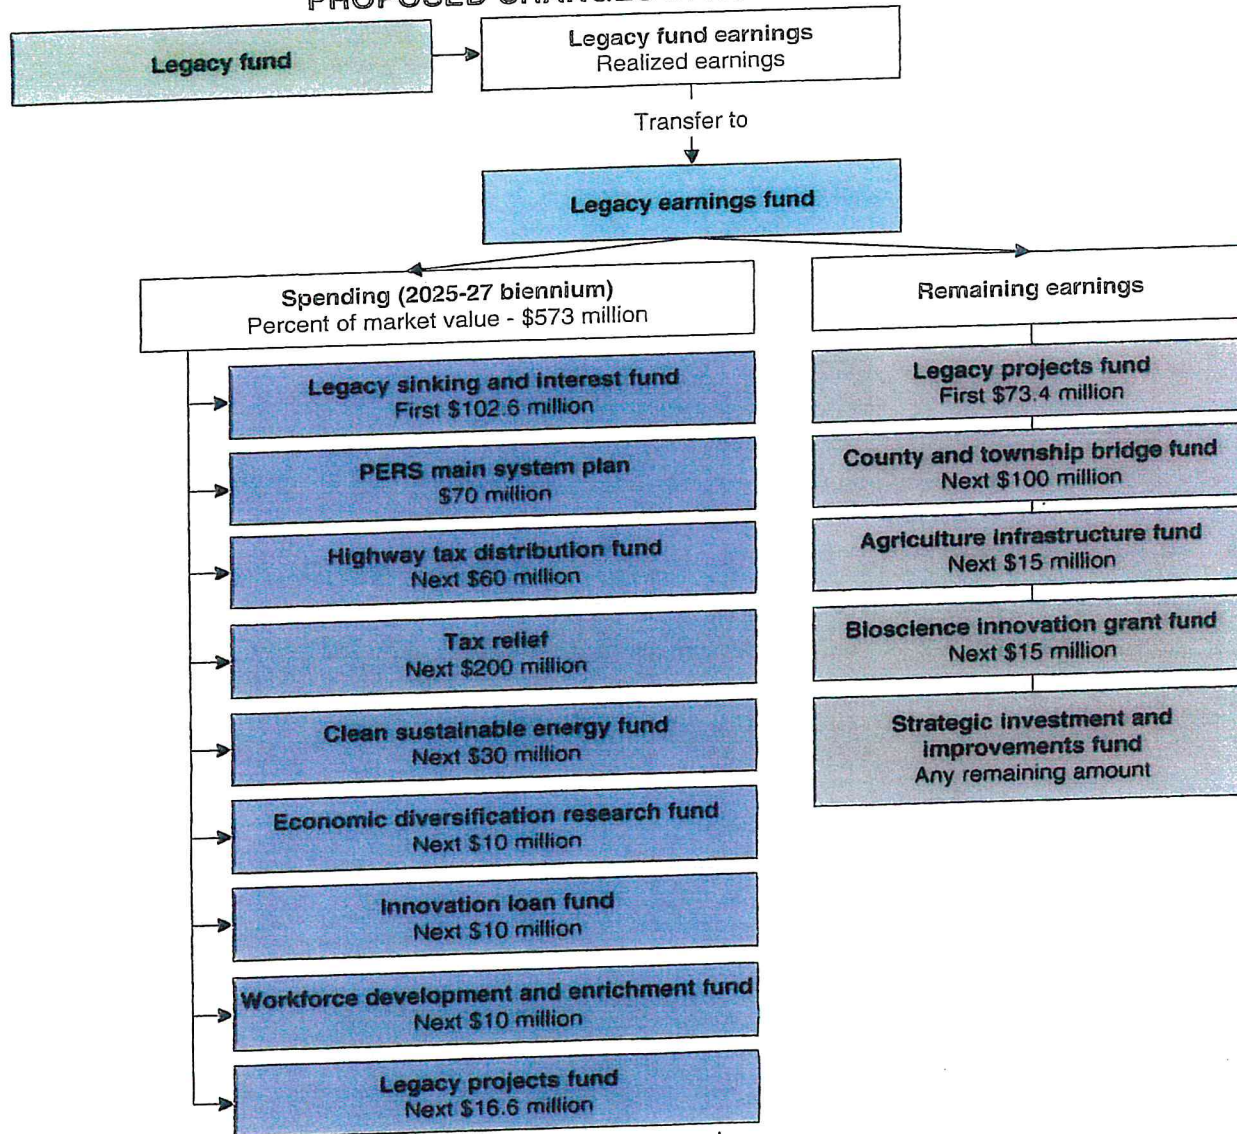 PROPOSED CHANGES
Legacy fund
Legacy fund earnings
Realized earnings
Transfer to
Legacy earnings fund
Spending (2025-27 biennium)
Percent of market value - $573 million
Remaining earnings
Legacy sinking and interest fund
First $102.6 million
PERS main system plan
$70 million
Highway tax distribution fund
Next $60 million
Tax relief
Next $200 million
Clean sustainable energy fund
Next $30 million
Economic diversification research fund
Next $10 million
Innovation loan fund
Next $10 million
Workforce development and enrichment fund
Next $10 million
Legacy projects fund
Next $16.6 million
Legacy projects fund
First $73.4 million
County and township bridge fund
Next $100 million
Agriculture infrastructure fund
Next $15 million
Bioscience innovation grant fund
Next $15 million
Strategic investment and
improvements fund
Any remaining amount